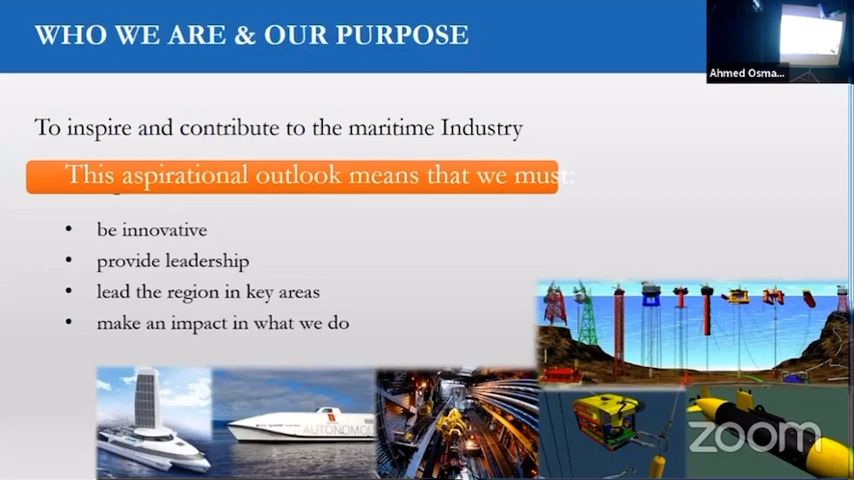 WHO WE ARE & OUR PURPOSE
Ahmed Osma...
To inspire and contribute to the maritime Industry
This aspirational outlook means that we must:
• be innovative
• provide leadership
• lead the region in key areas
• make an impact in what we do
AUTONOMOU
zoom